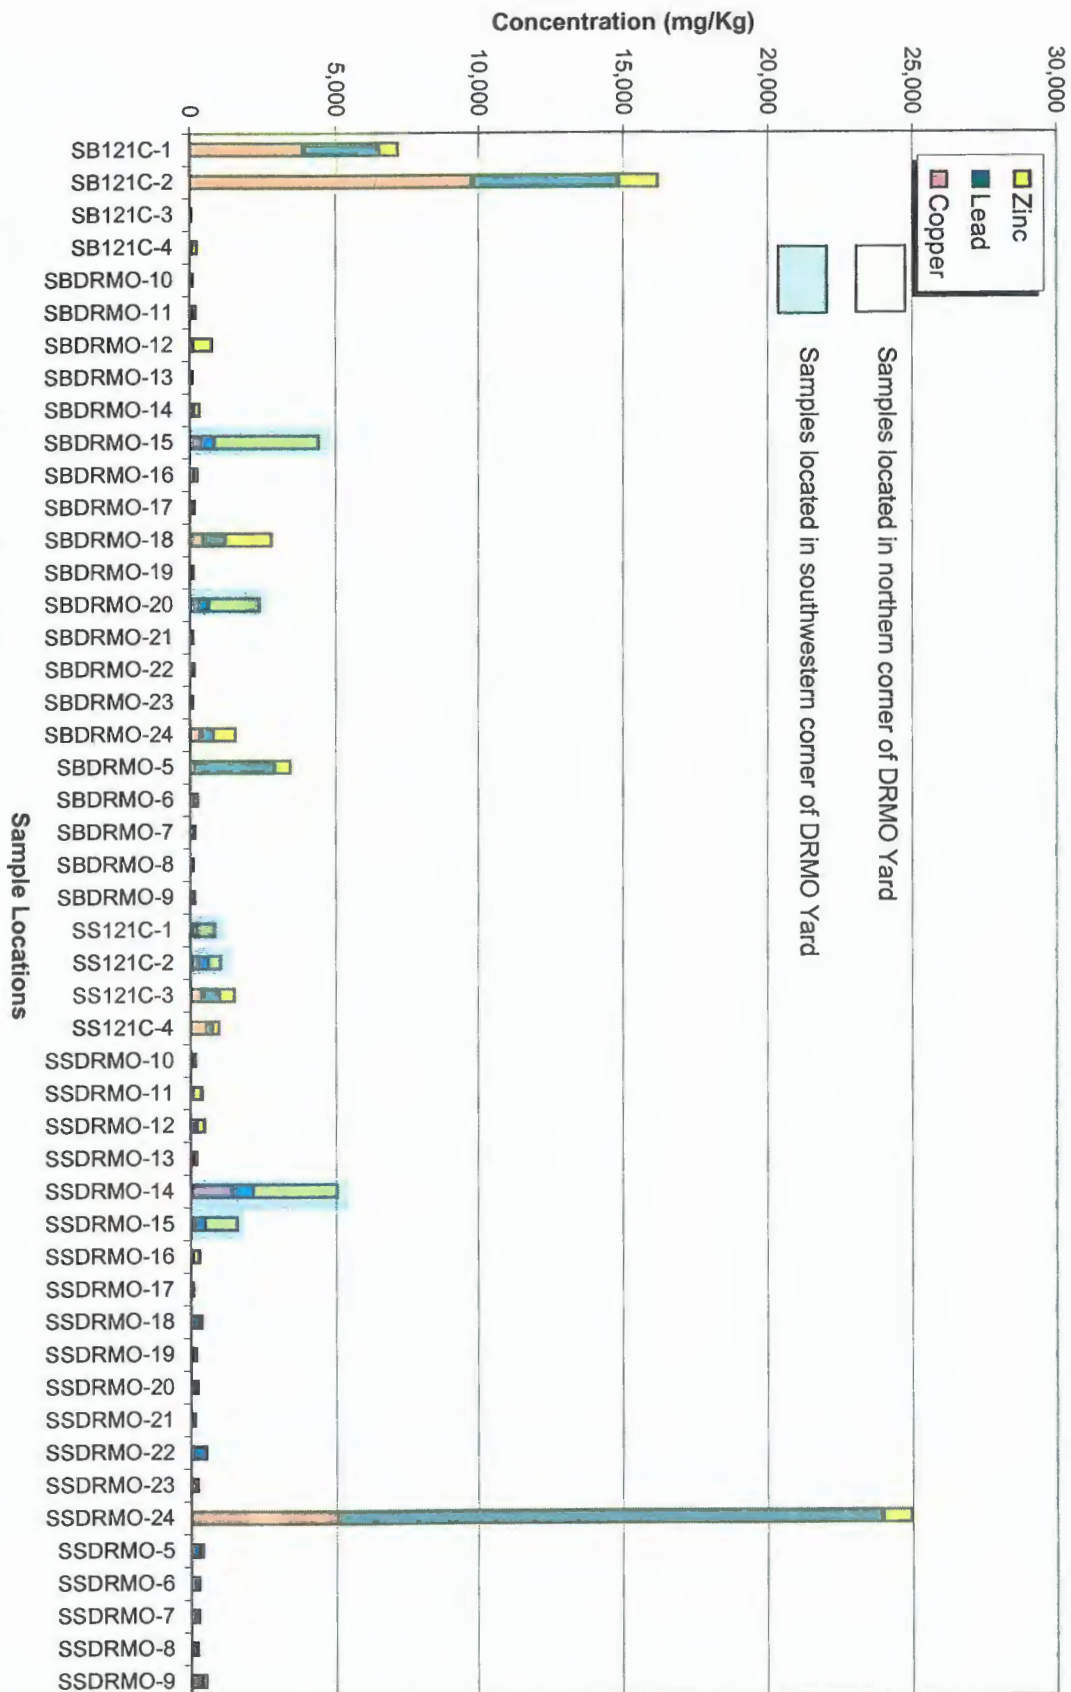 Concentration (mg/Kg)
30,000
25,000
20,000
15,000
10,000
5,000
0
Zinc
Lead
Copper
Samples located in northern corner of DRMO Yard
Samples located in southwestern corner of DRMO Yard
SB121C-1
SB121C-2
SB121C-3
SB121C-4
SBDRMO-10
SBDRMO-11
SBDRMO-12
SBDRMO-13
SBDRMO-14
SBDRMO-15
SBDRMO-16
SBDRMO-17
SBDRMO-18
SBDRMO-19
SBDRMO-20
SBDRMO-21
SBDRMO-22
SBDRMO-23
SBDRMO-24
SBDRMO-5
SBDRMO-6
SBDRMO-7
SBDRMO-8
SBDRMO-9
SS121C-1
SS121C-2
SS121C-3
SS121C-4
SSDRMO-10
SSDRMO-11
SSDRMO-12
SSDRMO-13
SSDRMO-14
SSDRMO-15
SSDRMO-16
SSDRMO-17
SSDRMO-18
SSDRMO-19
SSDRMO-20
SSDRMO-21
SSDRMO-22
SSDRMO-23
SSDRMO-24
SSDRMO-5
SSDRMO-6
SSDRMO-7
SSDRMO-8
SSDRMO-9
Sample Locations